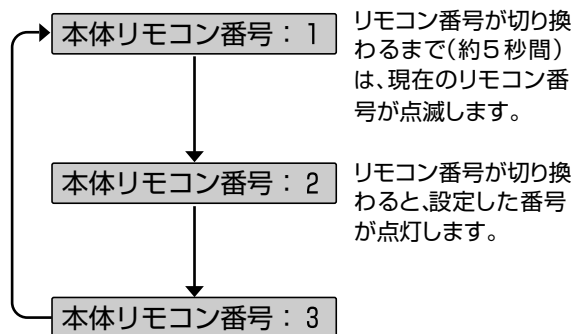 本体リモコン番号：1
リモコン番号が切り換
わるまで(約5秒間)
は、現在のリモコン番
号が点滅します。
本体リモコン番号：2
リモコン番号が切り換
わると、設定した番号
が点灯します。
本体リモコン番号：3